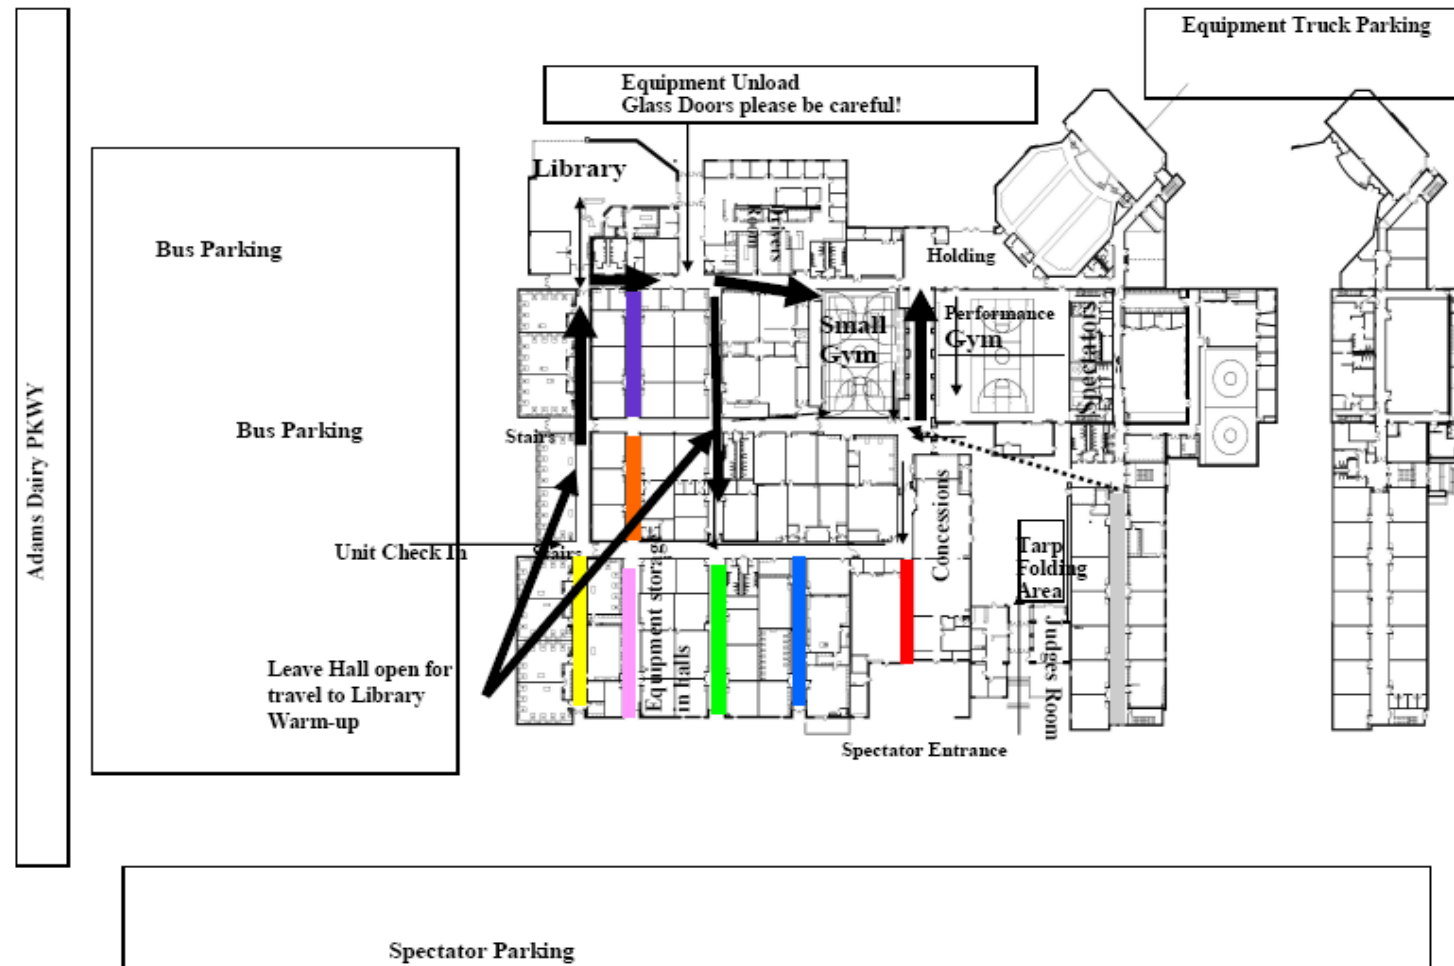 Equipment Truck Parking
Equipment Unload
Glass Doors please be careful!
Library
Drivers
Room
Bus Parking
Holding
Performance
Gym
Small
Gym
Spectators
Adams Dairy PKWY
Bus Parking
Stairs
Concessions
Unit Check In
Stairs
Equipment storage
in halls
Tarp
Folding
Area
Judges Room
Leave Hall open for
travel to Library
Warm-up
Spectator Entrance
Spectator Parking